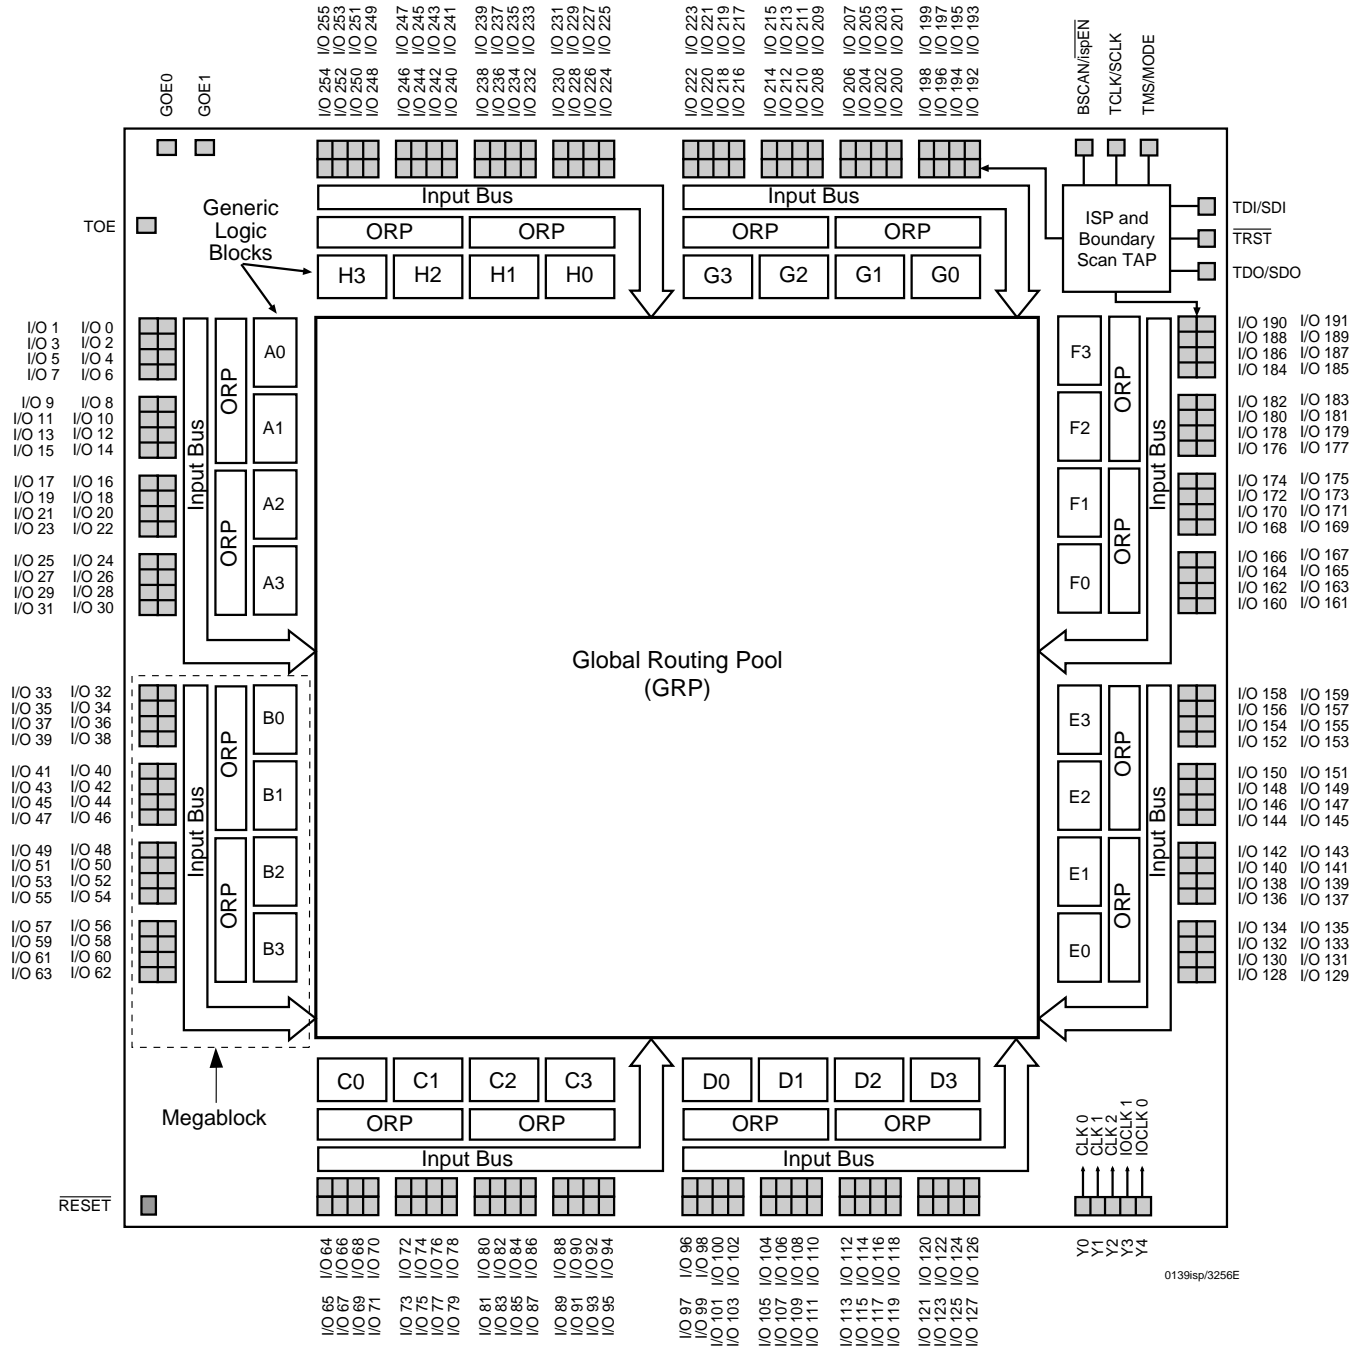 I/O 255 I/O 253 I/O 251 I/O 249 I/O 247 I/O 245 I/O 243 I/O 241 I/O 239 I/O 237 I/O 235 I/O 233 I/O 231 I/O 229 I/O 227 I/O 225 I/O 223 I/O 221 I/O 219 I/O 217 I/O 215 I/O 213 I/O 211 I/O 209 I/O 207 I/O 205 I/O 203 I/O 201 I/O 199 I/O 197 I/O 195 I/O 193
I/O 254 I/O 252 I/O 250 I/O 248 I/O 246 I/O 244 I/O 242 I/O 240 I/O 238 I/O 236 I/O 234 I/O 232 I/O 230 I/O 228 I/O 226 I/O 224 I/O 222 I/O 220 I/O 218 I/O 216 I/O 214 I/O 212 I/O 210 I/O 208 I/O 206 I/O 204 I/O 202 I/O 200 I/O 198 I/O 196 I/O 194 I/O 192
GOE0
GOE1
BSCAN/ispEN
TCLK/SCLK
TMS/MODE
TOE
Generic
Logic
Blocks
Input Bus
ORP ORP
H3 H2 H1 H0
Input Bus
ORP ORP
G3 G2 G1 G0
ISP and
Boundary
Scan TAP
TDI/SDI
TRST
TDO/SDO
I/O 1 I/O 0
I/O 3 I/O 2
I/O 5 I/O 4
I/O 7 I/O 6
I/O 9 I/O 8
I/O 11 I/O 10
I/O 13 I/O 12
I/O 15 I/O 14
I/O 17 I/O 16
I/O 19 I/O 18
I/O 21 I/O 20
I/O 23 I/O 22
I/O 25 I/O 24
I/O 27 I/O 26
I/O 29 I/O 28
I/O 31 I/O 30
Input Bus
ORP
ORP
A0
A1
A2
A3
I/O 33 I/O 32
I/O 35 I/O 34
I/O 37 I/O 36
I/O 39 I/O 38
I/O 41 I/O 40
I/O 43 I/O 42
I/O 45 I/O 44
I/O 47 I/O 46
I/O 49 I/O 48
I/O 51 I/O 50
I/O 53 I/O 52
I/O 55 I/O 54
I/O 57 I/O 56
I/O 59 I/O 58
I/O 61 I/O 60
I/O 63 I/O 62
Input Bus
ORP
ORP
B0
B1
B2
B3
Megablock
Global Routing Pool
(GRP)
F3
F2
F1
F0
ORP
ORP
Input Bus
I/O 190 I/O 191
I/O 188 I/O 189
I/O 186 I/O 187
I/O 184 I/O 185
I/O 182 I/O 183
I/O 180 I/O 181
I/O 178 I/O 179
I/O 176 I/O 177
I/O 174 I/O 175
I/O 172 I/O 173
I/O 170 I/O 171
I/O 168 I/O 169
I/O 166 I/O 167
I/O 164 I/O 165
I/O 162 I/O 163
I/O 160 I/O 161
E3
E2
E1
E0
ORP
ORP
Input Bus
I/O 158 I/O 159
I/O 156 I/O 157
I/O 154 I/O 155
I/O 152 I/O 153
I/O 150 I/O 151
I/O 148 I/O 149
I/O 146 I/O 147
I/O 144 I/O 145
I/O 142 I/O 143
I/O 140 I/O 141
I/O 138 I/O 139
I/O 136 I/O 137
I/O 134 I/O 135
I/O 132 I/O 133
I/O 130 I/O 131
I/O 128 I/O 129
C0 C1 C2 C3
ORP ORP
Input Bus
D0 D1 D2 D3
ORP ORP
Input Bus
CLK 0
CLK 1
CLK 2
IOCLK 1
IOCLK 0
RESET
Y0
Y1
Y2
Y3
Y4
I/O 64 I/O 66 I/O 68 I/O 70 I/O 72 I/O 74 I/O 76 I/O 78 I/O 80 I/O 82 I/O 84 I/O 86 I/O 88 I/O 90 I/O 92 I/O 94 I/O 96 I/O 98 I/O 100 I/O 102 I/O 104 I/O 106 I/O 108 I/O 110 I/O 112 I/O 114 I/O 116 I/O 118 I/O 120 I/O 122 I/O 124 I/O 126
I/O 65 I/O 67 I/O 69 I/O 71 I/O 73 I/O 75 I/O 77 I/O 79 I/O 81 I/O 83 I/O 85 I/O 87 I/O 89 I/O 91 I/O 93 I/O 95 I/O 97 I/O 99 I/O 101 I/O 103 I/O 105 I/O 107 I/O 109 I/O 111 I/O 113 I/O 115 I/O 117 I/O 119 I/O 121 I/O 123 I/O 125 I/O 127
0139isp/3256E